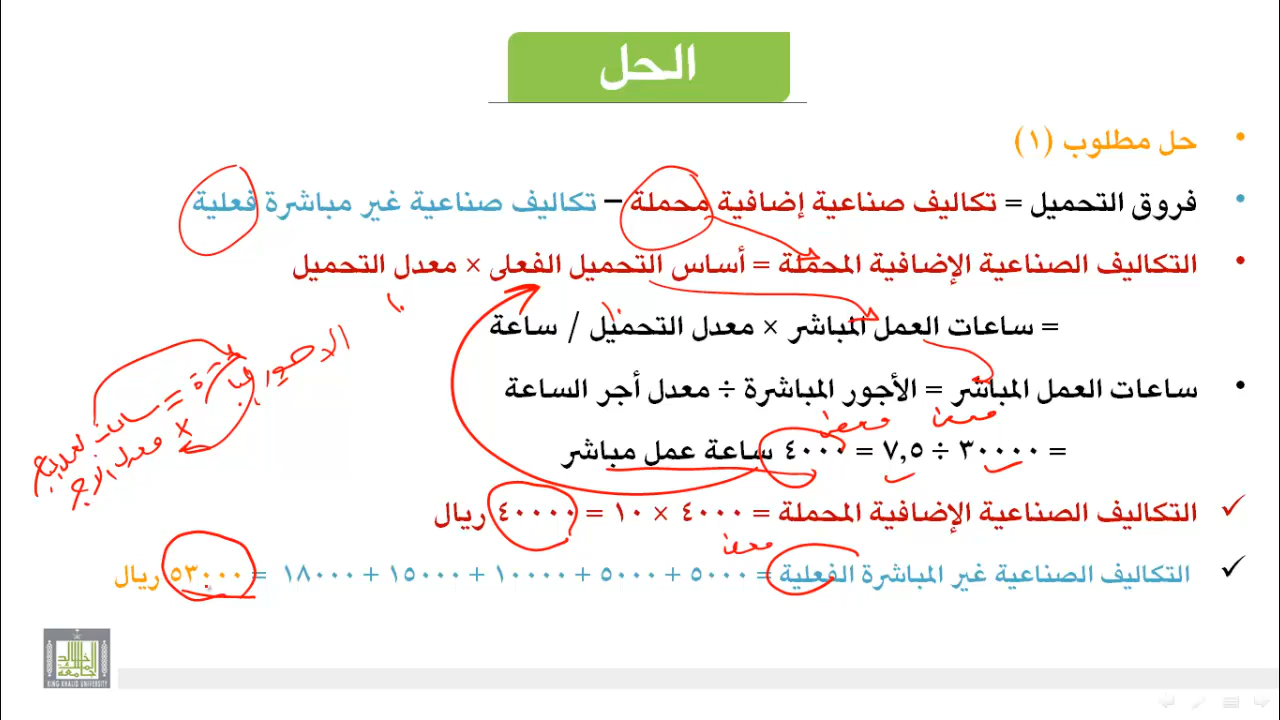 الحل
حل مطلوب (١)
فروق التحميل = تكاليف صناعية إضافية محملة – تكاليف صناعية غير مباشرة فعلية
التكاليف الصناعية الإضافية المحملة = أساس التحميل الفعلى × معدل التحميل
= ساعات العمل المباشر × معدل التحميل / ساعة
ساعات العمل المباشر = الأجور المباشرة ÷ معدل أجر الساعة
= ٣٠٠٠٠ ÷ ٧,٥ = ٤٠٠٠ ساعة عمل مباشر
التكاليف الصناعية الإضافية المحملة = ٤٠٠٠ × ١٠ = ٤٠٠٠٠ ريال
التكاليف الصناعية غير المباشرة الفعلية = ٥٠٠٠ + ٥٠٠٠ + ١٠٠٠٠ + ١٥٠٠٠ + ١٨٠٠٠ = ٥٣٠٠٠ ريال
KING KHALID UNIVERSITY